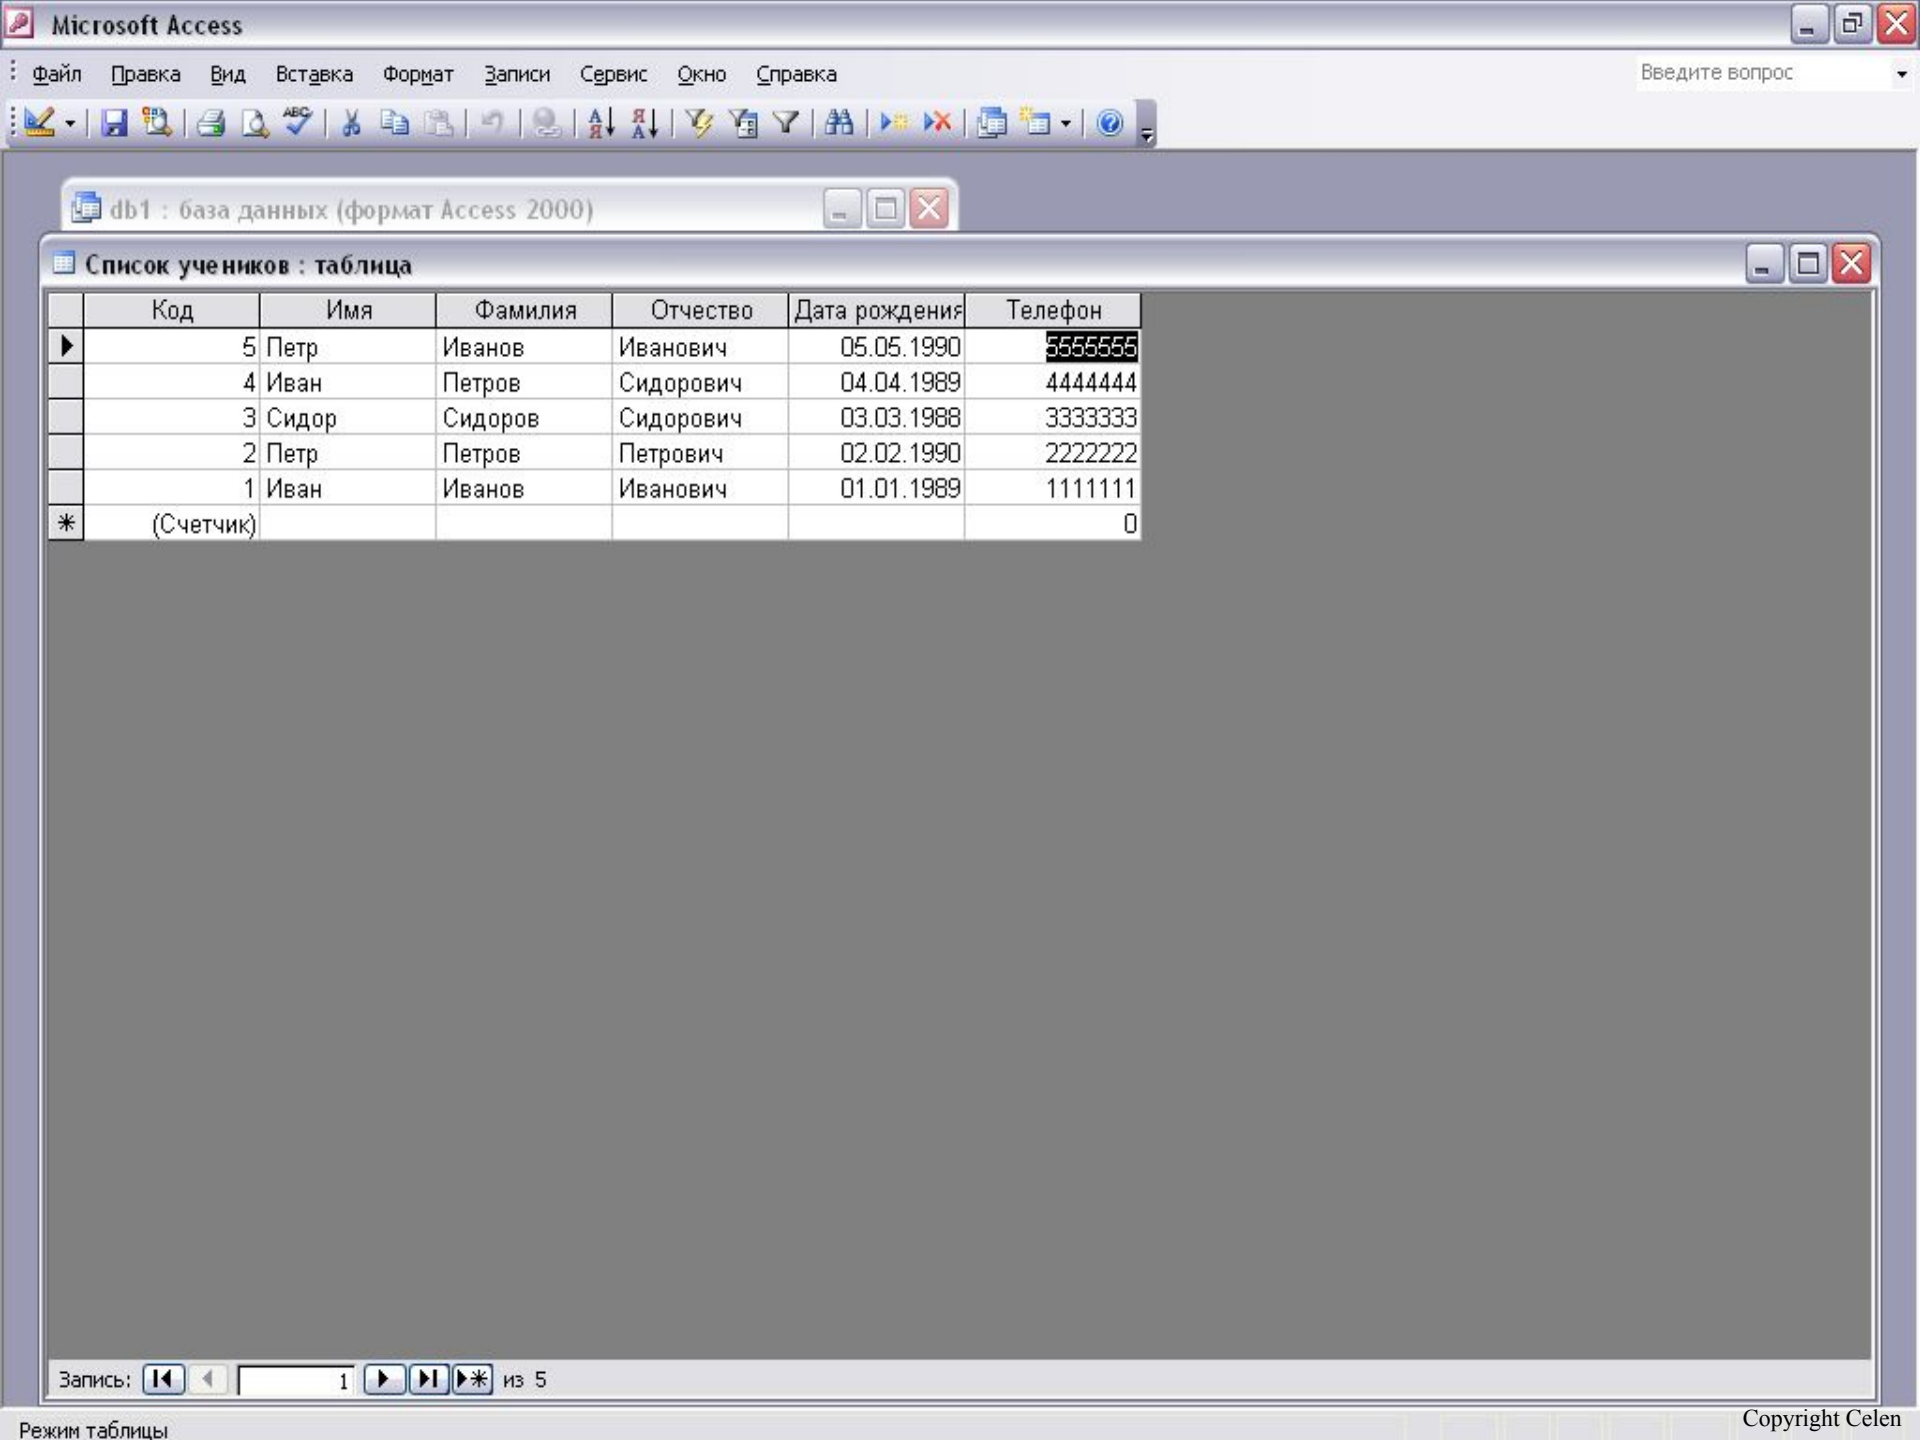 Microsoft Access
Файл Правка Вид Вставка Формат Записи Сервис Окно Справка Введите вопрос
db1 : база данных (формат Access 2000)
Список учеников : таблица
Код Имя Фамилия Отчество Дата рождения Телефон
5 Петр Иванов Иванович 05.05.1990 5555555
4 Иван Петров Сидорович 04.04.1989 4444444
3 Сидор Сидоров Сидорович 03.03.1988 3333333
2 Петр Петров Петрович 02.02.1990 2222222
1 Иван Иванов Иванович 01.01.1989 1111111
(Счетчик) 0
Запись: 1 из 5
Режим таблицы
Copyright Celen